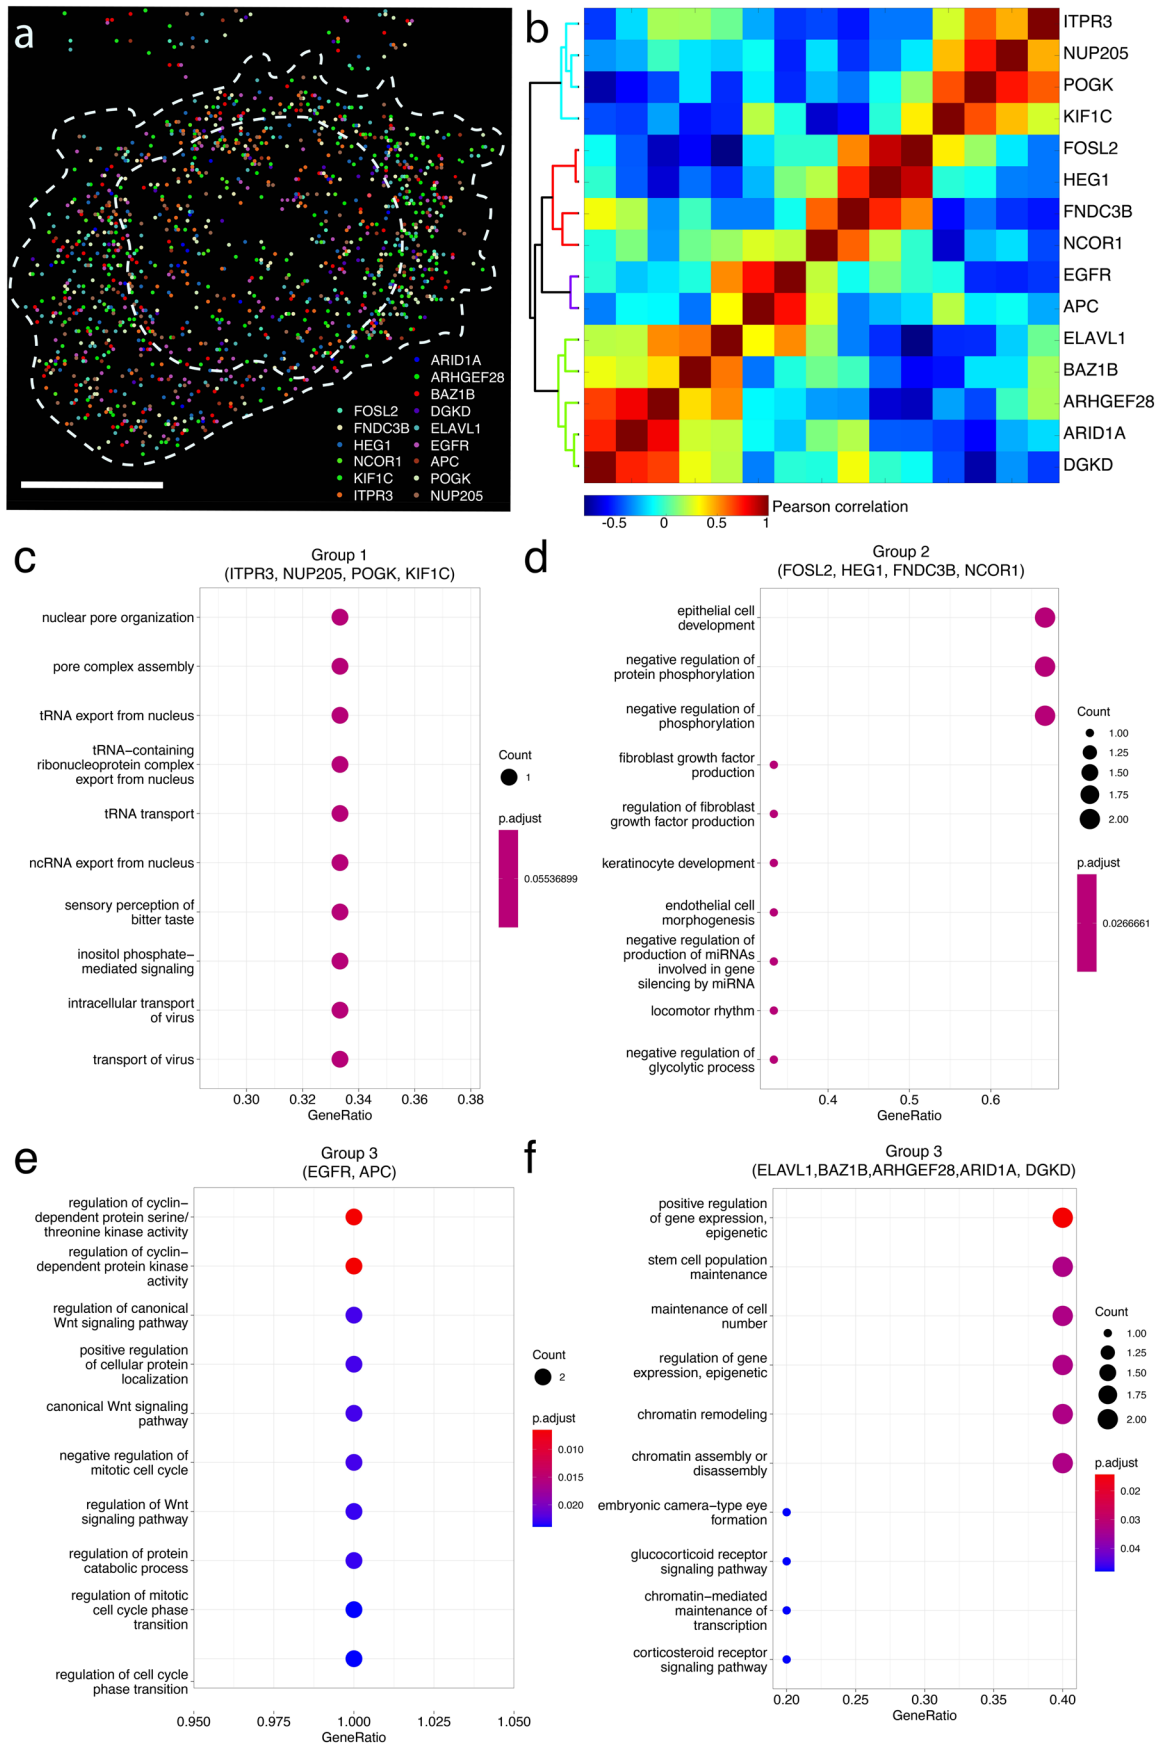 a
ARID1A
ARHGEF28
BAZ1B
FOSL2 DGKD
FNDC3B ELAVL1
HEG1 EGFR
NCOR1 APC
KIF1C POGK
ITPR3 NUP205
b
ITPR3
NUP205
POGK
KIF1C
FOSL2
HEG1
FNDC3B
NCOR1
EGFR
APC
ELAVL1
BAZ1B
ARHGEF28
ARID1A
DGKD
-0.5 0 0.5 1
Pearson correlation
c
Group 1
(ITPR3, NUP205, POGK, KIF1C)
nuclear pore organization
pore complex assembly
tRNA export from nucleus
tRNA−containing
ribonucleoprotein complex
export from nucleus
tRNA transport
ncRNA export from nucleus
sensory perception of
bitter taste
inositol phosphate−
mediated signaling
intracellular transport
of virus
transport of virus
0.30 0.32 0.34 0.36 0.38
GeneRatio
Count
1
p.adjust
0.05536899
d
Group 2
(FOSL2, HEG1, FNDC3B, NCOR1)
epithelial cell
development
negative regulation of
protein phosphorylation
negative regulation of
phosphorylation
fibroblast growth factor
production
regulation of fibroblast
growth factor production
keratinocyte development
endothelial cell
morphogenesis
negative regulation of
production of miRNAs
involved in gene
silencing by miRNA
locomotor rhythm
negative regulation of
glycolytic process
0.4 0.5 0.6
GeneRatio
Count
1.00
1.25
1.50
1.75
2.00
p.adjust
0.0266661
e
Group 3
(EGFR, APC)
regulation of cyclin−
dependent protein serine/
threonine kinase activity
regulation of cyclin−
dependent protein kinase
activity
regulation of canonical
Wnt signaling pathway
positive regulation
of cellular protein
localization
canonical Wnt signaling
pathway
negative regulation of
mitotic cell cycle
regulation of Wnt
signaling pathway
regulation of protein
catabolic process
regulation of mitotic
cell cycle phase
transition
regulation of cell cycle
phase transition
0.950 0.975 1.000 1.025 1.050
GeneRatio
Count
2
p.adjust
0.010
0.015
0.020
f
Group 3
(ELAVL1,BAZ1B,ARHGEF28,ARID1A, DGKD)
positive regulation
of gene expression,
epigenetic
stem cell population
maintenance
maintenance of cell
number
regulation of gene
expression, epigenetic
chromatin remodeling
chromatin assembly or
disassembly
embryonic camera−type eye
formation
glucocorticoid receptor
signaling pathway
chromatin−mediated
maintenance of
transcription
corticosteroid receptor
signaling pathway
0.20 0.25 0.30 0.35 0.40
GeneRatio
Count
1.00
1.25
1.50
1.75
2.00
p.adjust
0.02
0.03
0.04